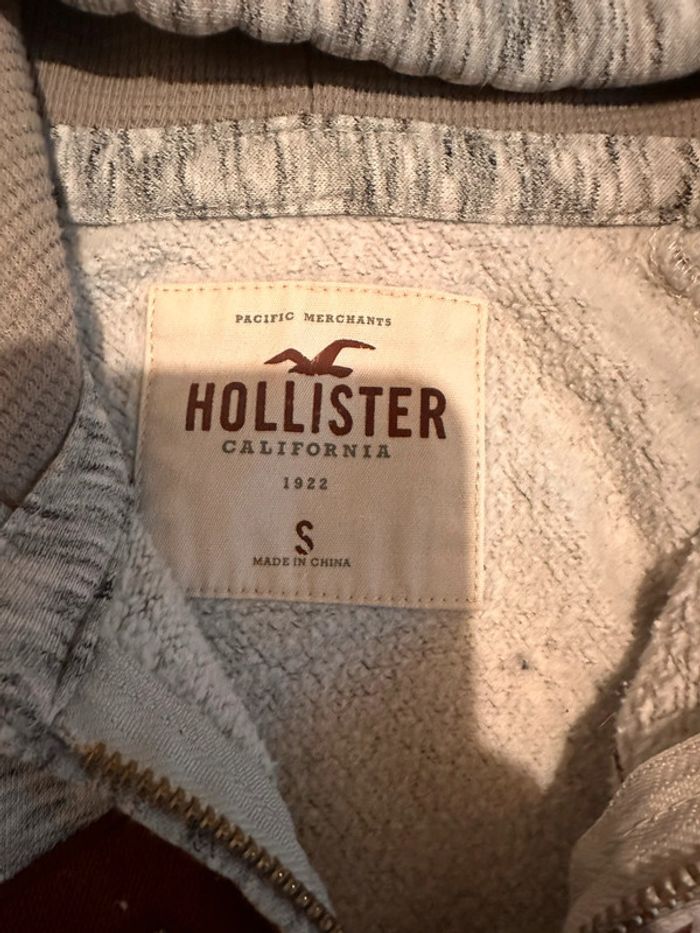 PACIFIC MERCHANTS
HOLLISTER
CALIFORNIA
1922
S
MADE IN CHINA